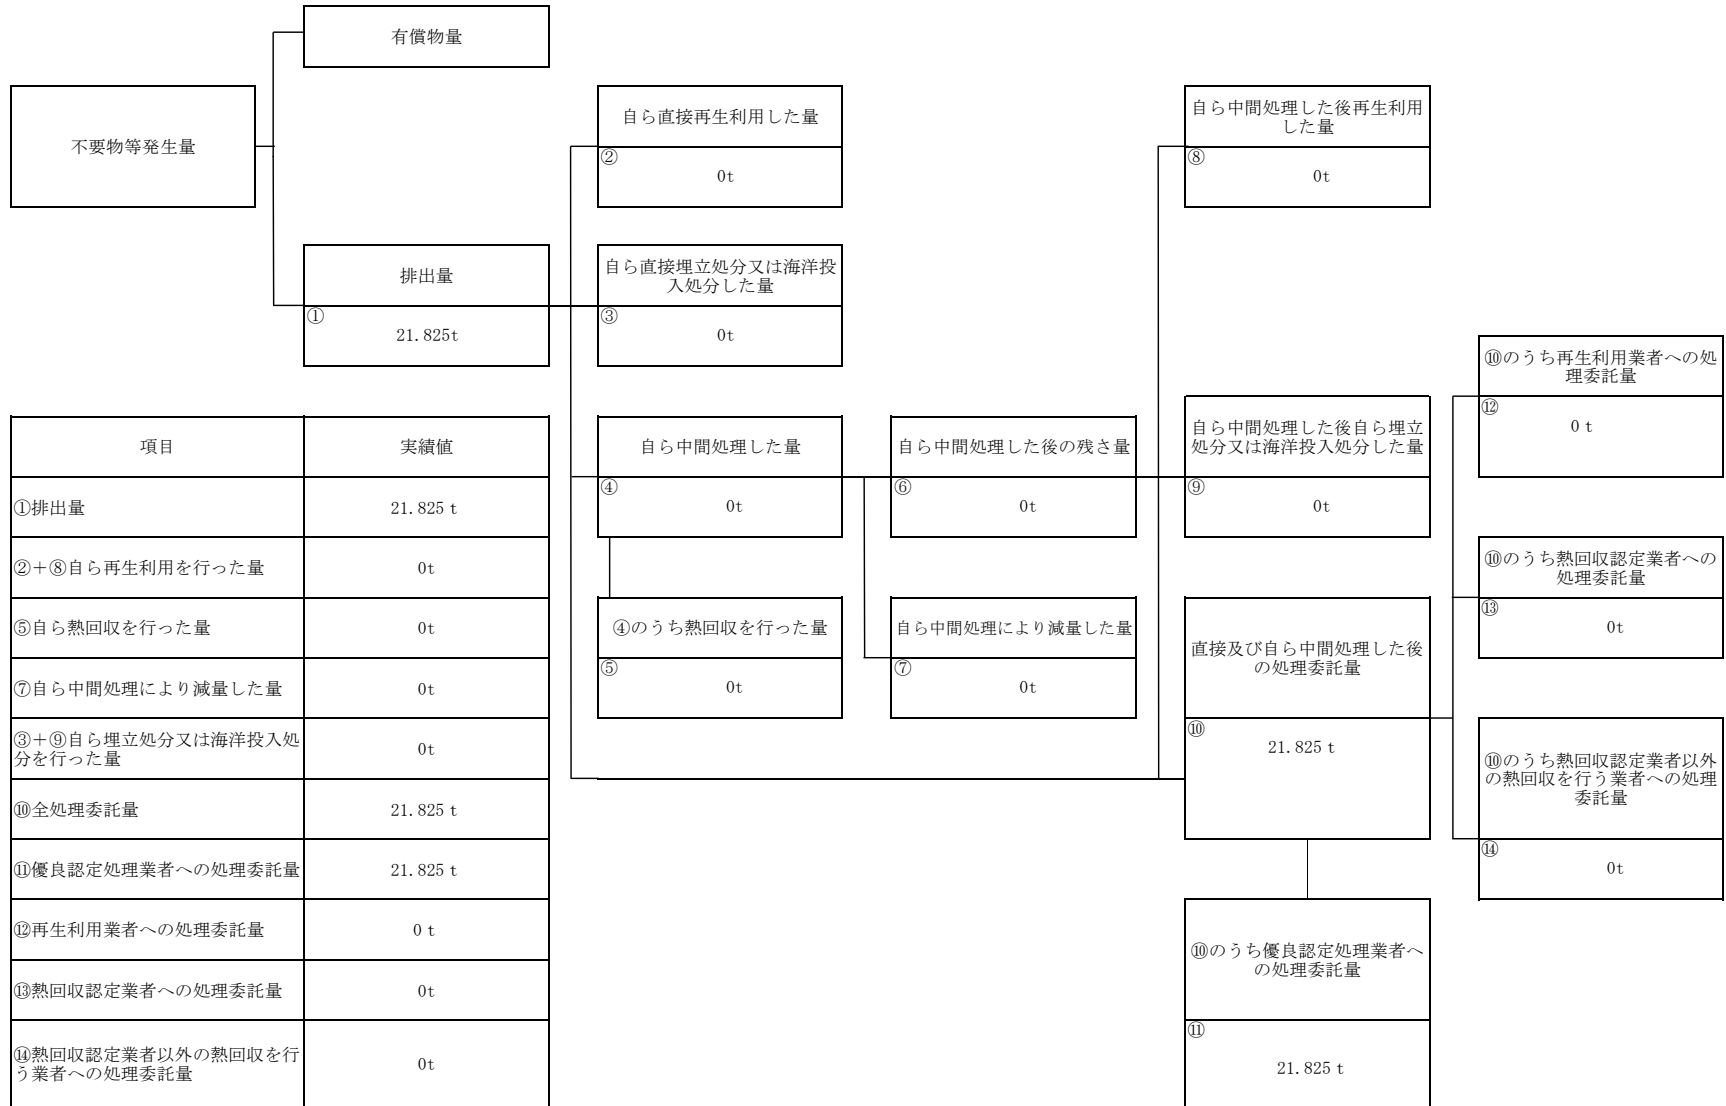 有償物量
不要物等発生量
自ら直接再生利用した量
②
0t
自ら中間処理した後再生利用
した量
⑧
0t
排出量
①
21.825t
自ら直接埋立処分又は海洋投
入処分した量
③
0t
⑩のうち再生利用業者への処
理委託量
⑫
0 t
項目
実績値
①排出量
21.825 t
②+⑧自ら再生利用を行った量
0t
⑤自ら熱回収を行った量
0t
⑦自ら中間処理により減量した量
0t
③+⑨自ら埋立処分又は海洋投入処
分を行った量
0t
⑩全処理委託量
21.825 t
⑪優良認定処理業者への処理委託量
21.825 t
⑫再生利用業者への処理委託量
0 t
⑬熱回収認定業者への処理委託量
0t
⑭熱回収認定業者以外の熱回収を行
う業者への処理委託量
0t
自ら中間処理した量
④
0t
自ら中間処理した後の残さ量
⑥
0t
自ら中間処理した後自ら埋立
処分又は海洋投入処分した量
⑨
0t
⑩のうち熱回収認定業者への
処理委託量
⑬
0t
④のうち熱回収を行った量
⑤
0t
自ら中間処理により減量した量
⑦
0t
直接及び自ら中間処理した後
の処理委託量
⑩
21.825 t
⑩のうち熱回収認定業者以外
の熱回収を行う業者への処理
委託量
⑭
0t
⑩のうち優良認定処理業者へ
の処理委託量
⑪
21.825 t